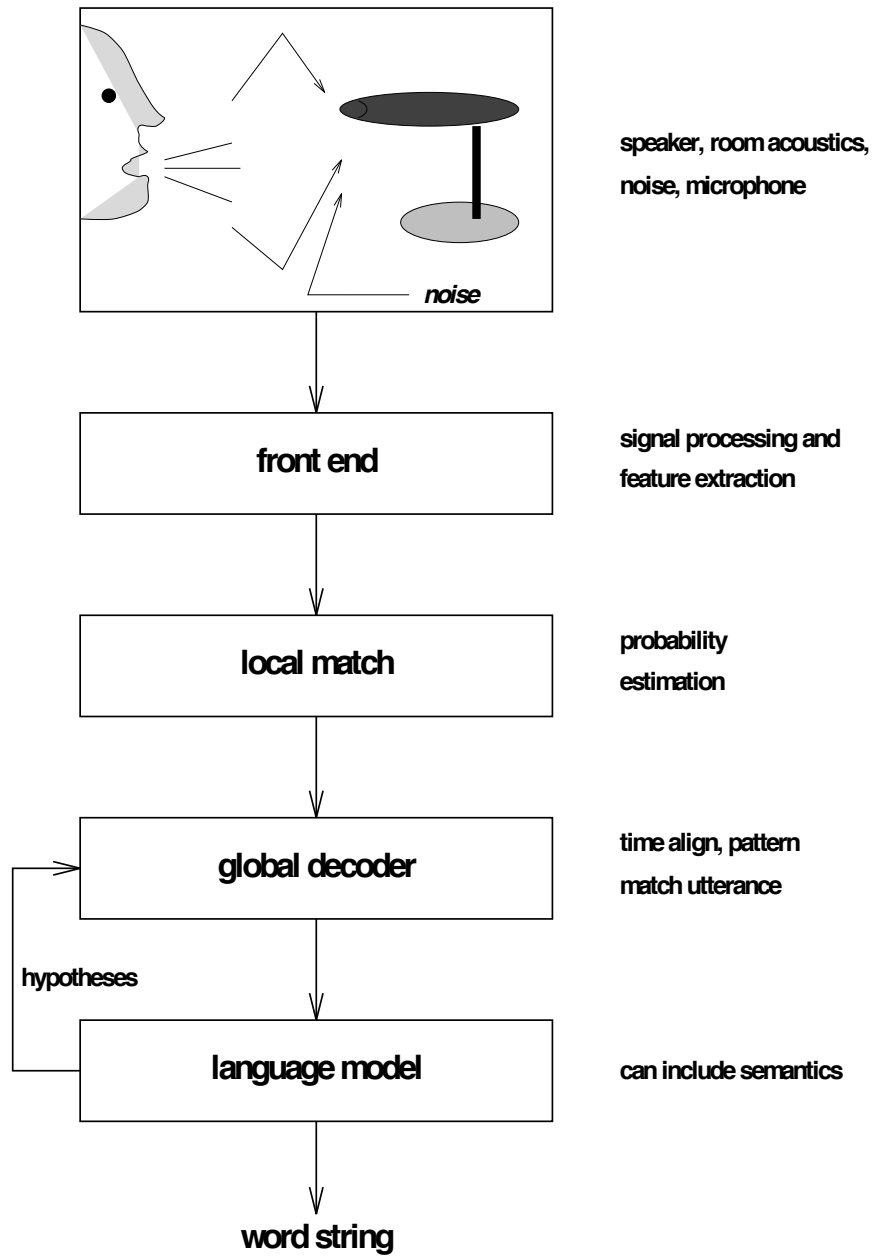 speaker, room acoustics,
noise, microphone
noise
front end
signal processing and
feature extraction
local match
probability
estimation
global decoder
time align, pattern
match utterance
hypotheses
language model
can include semantics
word string